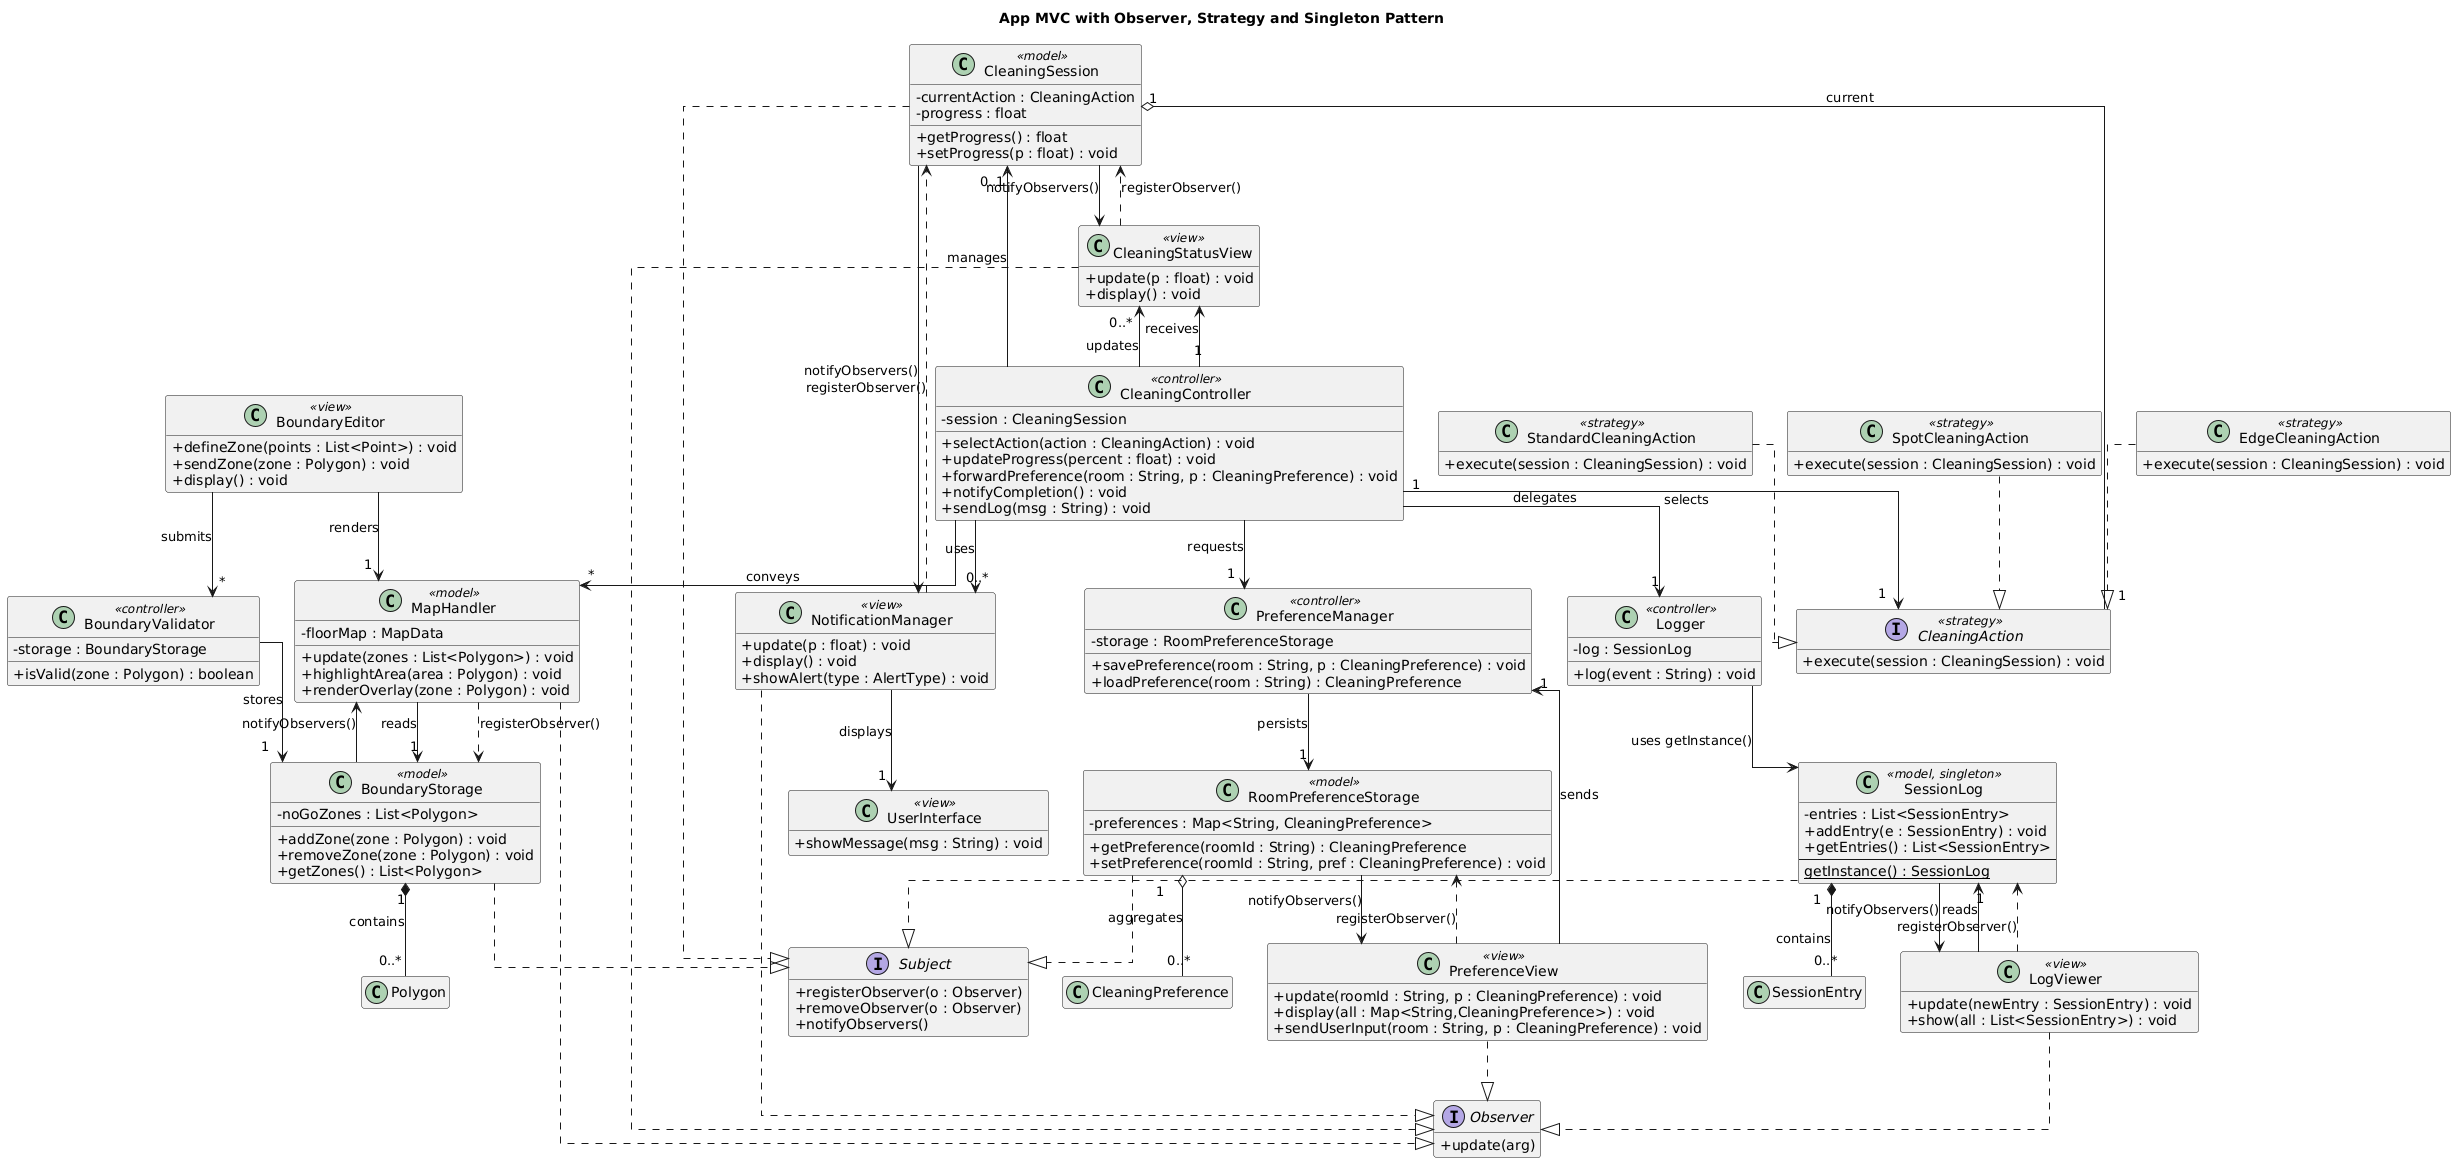 App MVC with Observer, Strategy and Singleton Pattern
«model»
C CleaningSession
-currentAction : CleaningAction
-progress : float
+getProgress() : float
+setProgress(p : float) : void
1
current
0..1
notifyObservers()
registerObserver()
«view»
C CleaningStatusView
+update(p : float) : void
+display() : void
manages
0..*
receives
updates
1
notifyObservers()
registerObserver()
«controller»
C CleaningController
-session : CleaningSession
+selectAction(action : CleaningAction) : void
+updateProgress(percent : float) : void
+forwardPreference(room : String, p : CleaningPreference) : void
+notifyCompletion() : void
+sendLog(msg : String) : void
«view»
C BoundaryEditor
+defineZone(points : List<Point>) : void
+sendZone(zone : Polygon) : void
+display() : void
«strategy»
C StandardCleaningAction
+execute(session : CleaningSession) : void
«strategy»
C SpotCleaningAction
+execute(session : CleaningSession) : void
«strategy»
C EdgeCleaningAction
+execute(session : CleaningSession) : void
1
delegates
selects
submits
renders
*
1
*
conveys
uses
0..*
requests
1
1
1
1
«controller»
C BoundaryValidator
-storage : BoundaryStorage
+isValid(zone : Polygon) : boolean
«model»
C MapHandler
-floorMap : MapData
+update(zones : List<Polygon>) : void
+highlightArea(area : Polygon) : void
+renderOverlay(zone : Polygon) : void
«view»
C NotificationManager
+update(p : float) : void
+display() : void
+showAlert(type : AlertType) : void
«controller»
C PreferenceManager
-storage : RoomPreferenceStorage
+savePreference(room : String, p : CleaningPreference) : void
+loadPreference(room : String) : CleaningPreference
«controller»
C Logger
-log : SessionLog
+log(event : String) : void
«strategy»
I CleaningAction
+execute(session : CleaningSession) : void
1
stores
notifyObservers()
reads
registerObserver()
1
1
displays
1
persists
1
uses getInstance()
sends
«model»
C BoundaryStorage
-noGoZones : List<Polygon>
+addZone(zone : Polygon) : void
+removeZone(zone : Polygon) : void
+getZones() : List<Polygon>
«view»
C UserInterface
+showMessage(msg : String) : void
«model»
C RoomPreferenceStorage
-preferences : Map<String, CleaningPreference>
+getPreference(roomId : String) : CleaningPreference
+setPreference(roomId : String, pref : CleaningPreference) : void
«model, singleton»
C SessionLog
-entries : List<SessionEntry>
+addEntry(e : SessionEntry) : void
+getEntries() : List<SessionEntry>
getInstance() : SessionLog
1
contains
0..*
1
aggregates
0..*
notifyObservers()
registerObserver()
1
contains
0..*
notifyObservers()
reads
1
registerObserver()
C Polygon
I Subject
+registerObserver(o : Observer)
+removeObserver(o : Observer)
+notifyObservers()
C CleaningPreference
«view»
C PreferenceView
+update(roomId : String, p : CleaningPreference) : void
+display(all : Map<String,CleaningPreference>) : void
+sendUserInput(room : String, p : CleaningPreference) : void
C SessionEntry
«view»
C LogViewer
+update(newEntry : SessionEntry) : void
+show(all : List<SessionEntry>) : void
I Observer
+update(arg)